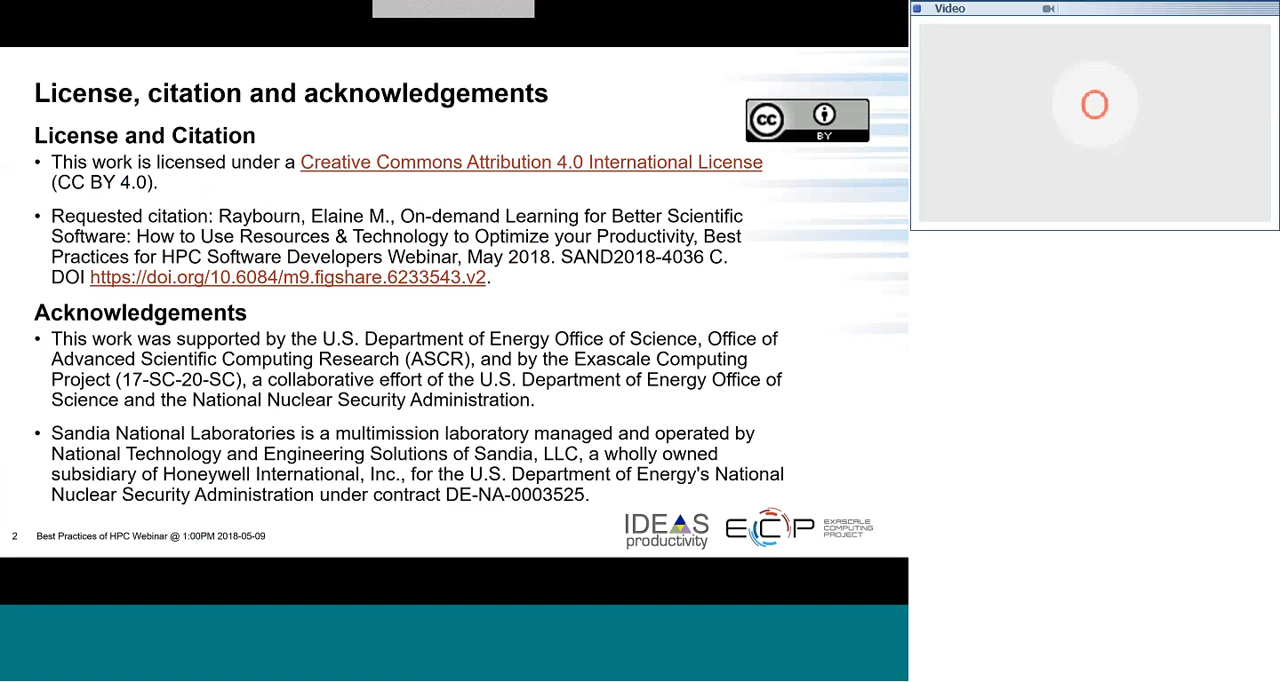 Video
O
License, citation and acknowledgements
cc
BY
License and Citation
• This work is licensed under a Creative Commons Attribution 4.0 International License
(CC BY 4.0).
• Requested citation: Raybourn, Elaine M., On-demand Learning for Better Scientific
Software: How to Use Resources & Technology to Optimize your Productivity, Best
Practices for HPC Software Developers Webinar, May 2018. SAND2018-4036 C.
DOI https://doi.org/10.6084/m9.figshare.6233543.v2.
Acknowledgements
• This work was supported by the U.S. Department of Energy Office of Science, Office of
Advanced Scientific Computing Research (ASCR), and by the Exascale Computing
Project (17-SC-20-SC), a collaborative effort of the U.S. Department of Energy Office of
Science and the National Nuclear Security Administration.
• Sandia National Laboratories is a multimission laboratory managed and operated by
National Technology and Engineering Solutions of Sandia, LLC, a wholly owned
subsidiary of Honeywell International, Inc., for the U.S. Department of Energy's National
Nuclear Security Administration under contract DE-NA-0003525.
2 Best Practices of HPC Webinar @ 1:00PM 2018-05-09
IDEAS
productivity
ECP
EXASCALE
COMPUTING
PROJECT